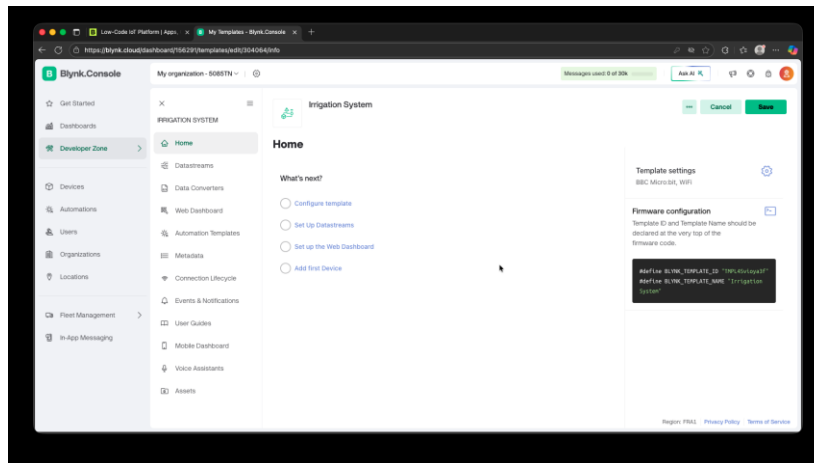 Low-Code IoT Platform | Apps,
My Templates - Blynk.Console
https://blynk.cloud/dashboard/156291/templates/edit/304064/info
B Blynk.Console
My organization - 5085TN
Messages used: 0 of 30k
Ask AI
Get Started
Dashboards
Developer Zone
Devices
Automations
Users
Organizations
Locations
Fleet Management
In-App Messaging
IRRIGATION SYSTEM
Home
Datastreams
Data Converters
Web Dashboard
Automation Templates
Metadata
Connection Lifecycle
Events & Notifications
User Guides
Mobile Dashboard
Voice Assistants
Assets
Irrigation System
Cancel
Save
Home
What's next?
Configure template
Set Up Datastreams
Set up the Web Dashboard
Add first Device
Template settings
BBC Micro:bit, WiFi
Firmware configuration
Template ID and Template Name should be
declared at the very top of the
firmware code.
#define BLYNK_TEMPLATE_ID
#define BLYNK_TEMPLATE_NAME "Irrigation
System"
Region: FRA1
Privacy Policy
Terms of Service